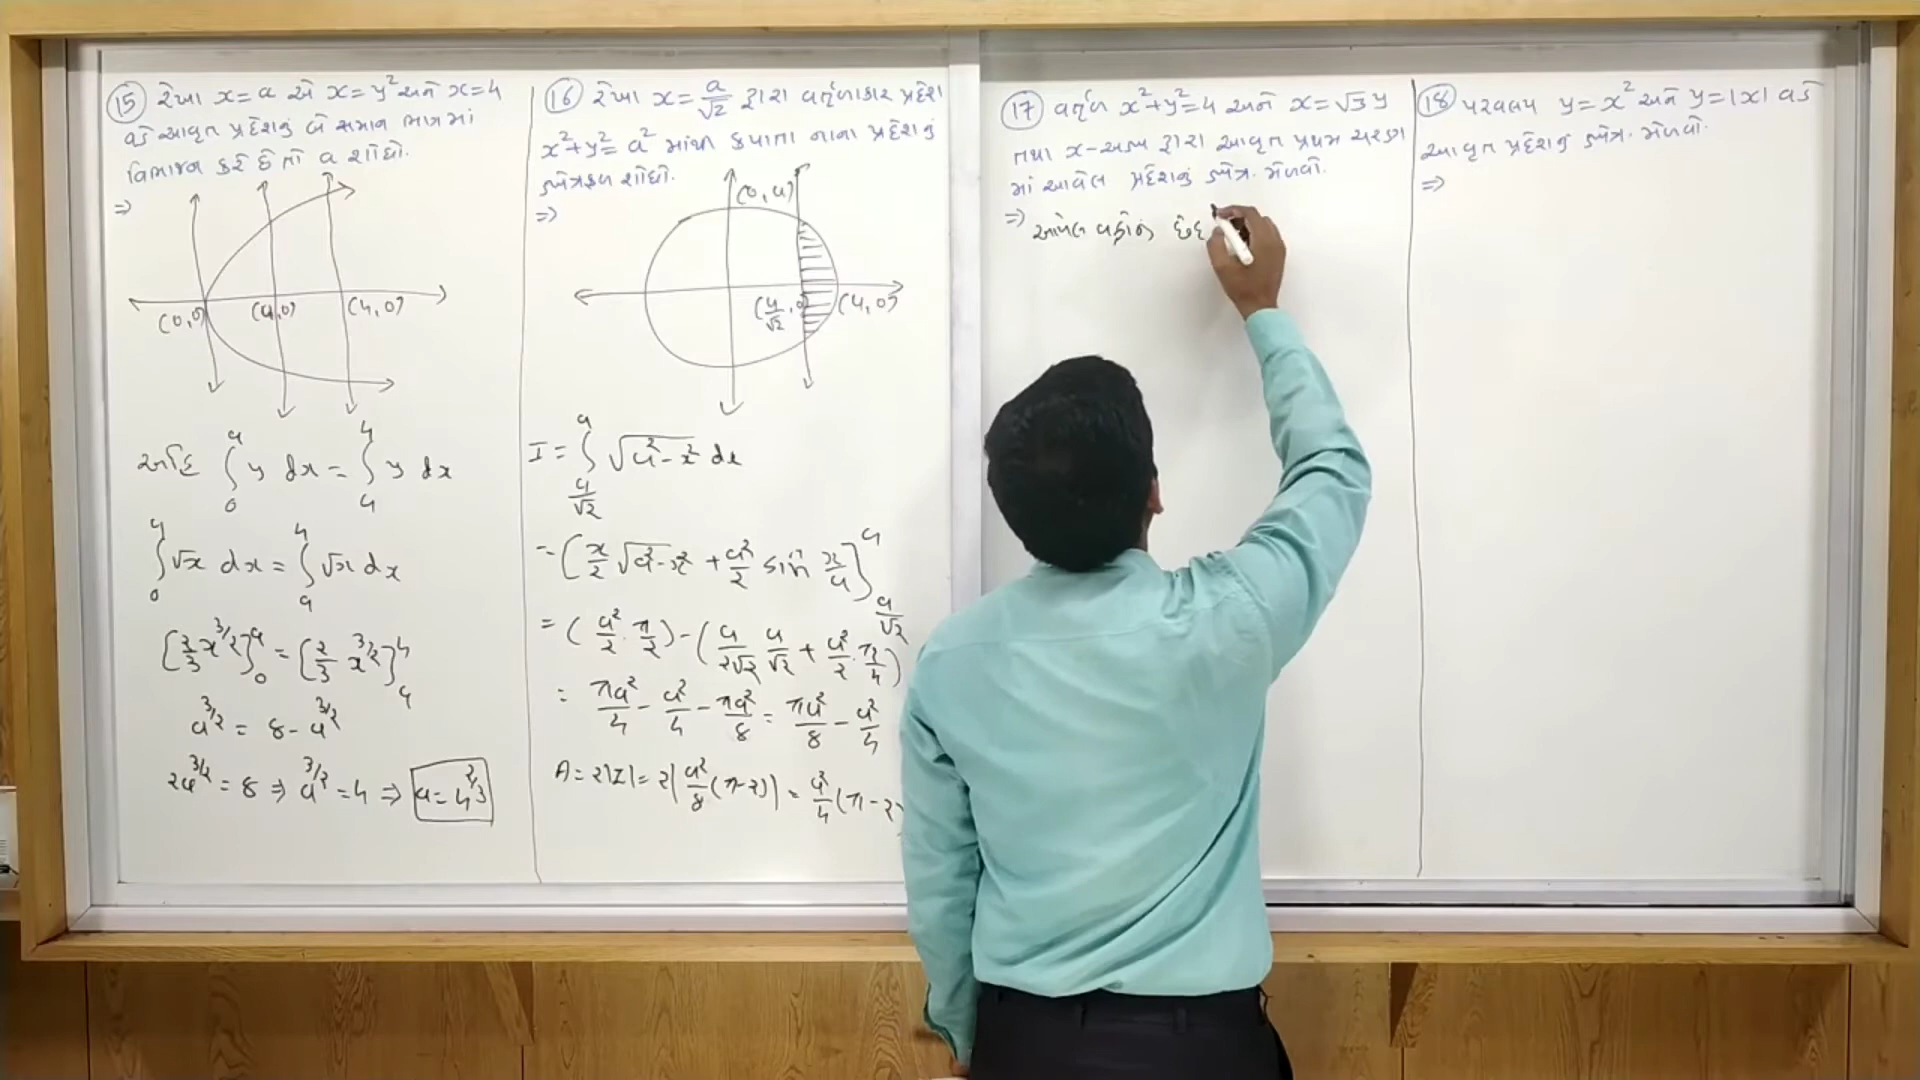 (15) રેખા x = a એ x = y² અને x = 4
વડે આવૃત પ્રદેશનું બે સમાન ભાગમાં
વિભાજન કરે છે તો a શોધો.
⇒
(0,0) (a,0) (4,0)
અહિ ∫₀ᵃ y dx = ∫ₐ⁴ y dx
∫₀ᵃ √x dx = ∫ₐ⁴ √x dx
[2/3 x^3/2]₀ᵃ = [2/3 x^3/2]ₐ⁴
a^3/2 = 8 - a^3/2
2a^3/2 = 8 ⇒ a^3/2 = 4 ⇒ a = 4^2/3
(16) રેખા x = a/√2 દ્વારા વર્તુળાકાર પ્રદેશ
x² + y² = a² માંથી કપાતા નાના પ્રદેશનું
ક્ષેત્રફળ શોધો.
⇒
(0,a)
(a/√2, 0) (a,0)
I = ∫_{a/√2}^{a} √(a² - x²) dx
= [x/2 √(a² - x²) + a²/2 sin⁻¹ x/a]_{a/√2}^{a}
= (a²/2 · π/2) - (a/2√2 a/√2 + a²/2 · π/4)
= πa²/4 - a²/4 - πa²/8 = πa²/8 - a²/4
A = 2|I| = 2|a²/8 (π-2)| = a²/4 (π-2
(17) વર્તુળ x² + y² = 4 અને x = √3 y
તથા x-અક્ષ દ્વારા આવૃત પ્રથમ ચરણ
માં આવેલ પ્રદેશનું ક્ષેત્ર. મેળવો.
⇒ આપેલ વક્રોના છેદ
(18) પરવલય y = x² અને y = |x| વડે
આવૃત પ્રદેશનું ક્ષેત્ર. મેળવો.
⇒